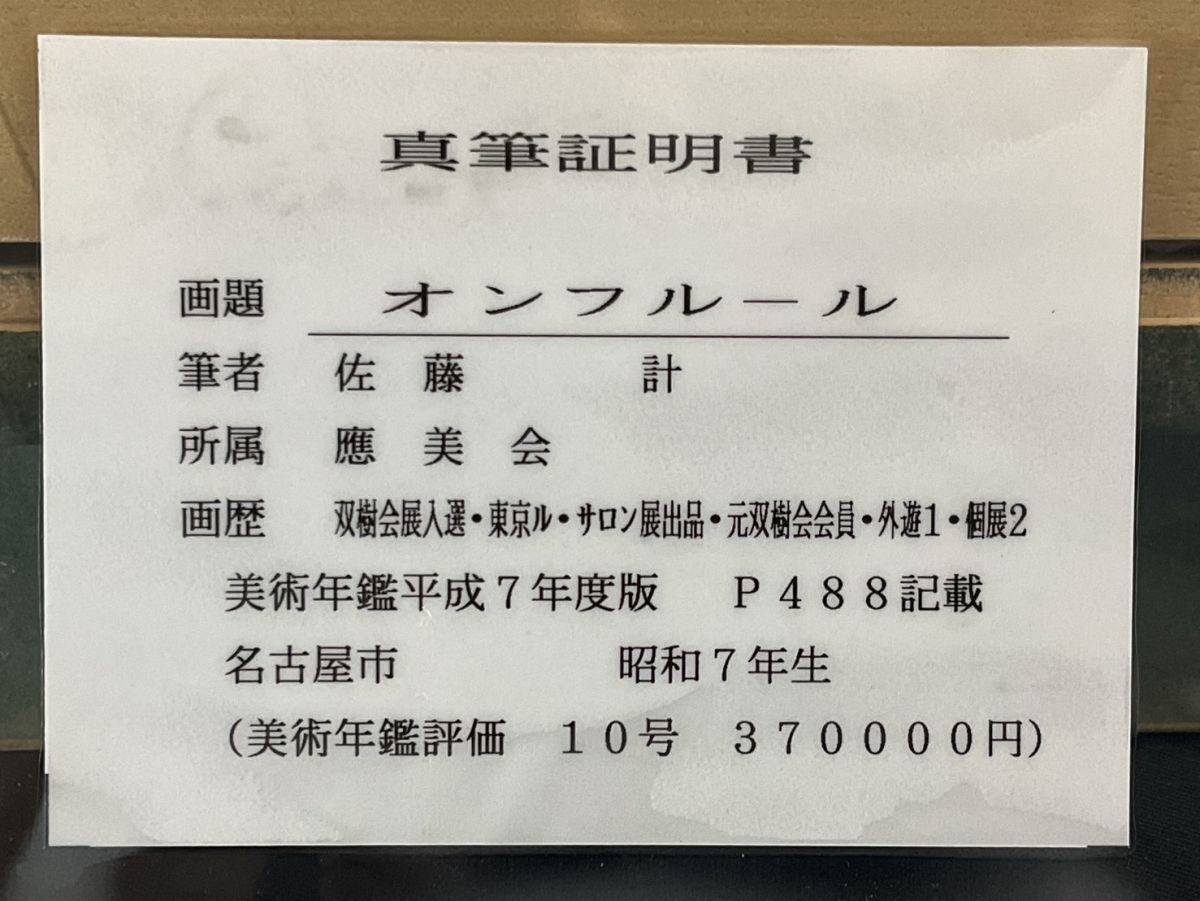 真筆証明書
画題 オンフルール
筆者 佐藤 計
所属 應美会
画歴 双樹会展入選・東京ル・サロン展出品・元双樹会会員・外遊1・個展2
美術年鑑平成7年度版 P488記載
名古屋市 昭和7年生
(美術年鑑評価 10号 370000円)